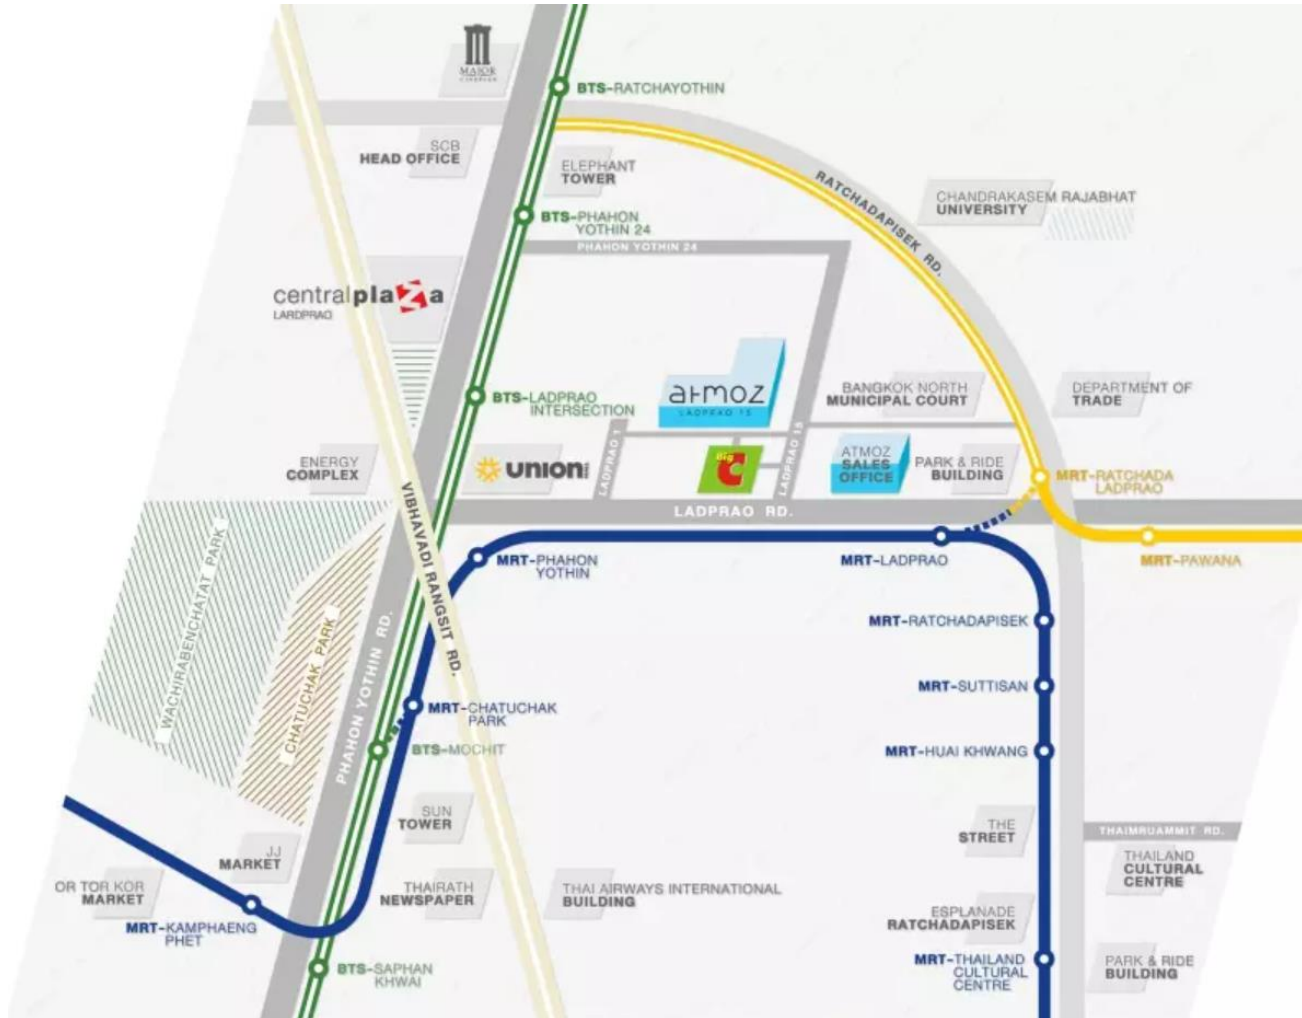 MAJOR
CINEPLEX
BTS-RATCHAYOTHIN
SCB
HEAD OFFICE
ELEPHANT
TOWER
RATCHADAPISEK RD.
CHANDRAKASEM RAJABHAT
UNIVERSITY
BTS-PHAHON
YOTHIN 24
PHAHON YOTHIN 24
centralplaza
LARDPRAO
atmoz
LADPRAO 15
BTS-LADPRAO
INTERSECTION
BANGKOK NORTH
MUNICIPAL COURT
DEPARTMENT OF
TRADE
ENERGY
COMPLEX
UNION
LADPRAO 1
Big C
LADPRAO 15
ATMOZ
SALES
OFFICE
PARK & RIDE
BUILDING
MRT-RATCHADA
LADPRAO
LADPRAO RD.
VIBHAVADI RANGSIT RD.
MRT-PHAHON
YOTHIN
MRT-LADPRAO
MRT-PAWANA
WACHIRABENCHATAT PARK
CHATUCHAK PARK
PHAHON YOTHIN RD.
MRT-RATCHADAPISEK
MRT-SUTTISAN
MRT-CHATUCHAK
PARK
BTS-MOCHIT
MRT-HUAI KHWANG
SUN
TOWER
THE
STREET
THAIMRUAMMIT RD.
JJ
MARKET
THAILAND
CULTURAL
CENTRE
OR TOR KOR
MARKET
THAIRATH
NEWSPAPER
THAI AIRWAYS INTERNATIONAL
BUILDING
ESPLANADE
RATCHADAPISEK
MRT-KAMPHAENG
PHET
BTS-SAPHAN
KHWAI
MRT-THAILAND
CULTURAL
CENTRE
PARK & RIDE
BUILDING